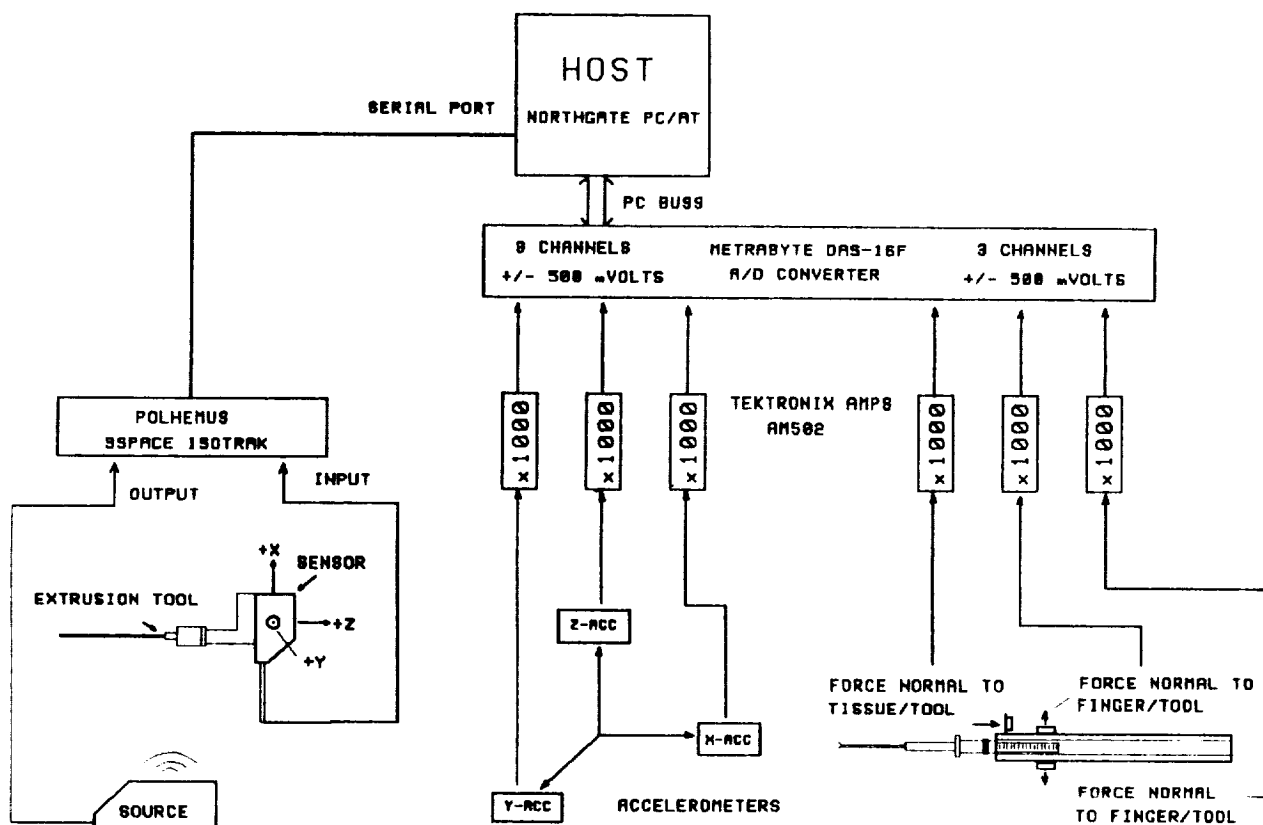 HOST
NORTHGATE PC/AT
SERIAL PORT
PC BUSS
3 CHANNELS
+/- 500 mVOLTS
METRABYTE DAS-16F
A/D CONVERTER
3 CHANNELS
+/- 500 mVOLTS
x1000
x1000
x1000
TEKTRONIX AMPS
AM502
x1000
x1000
x1000
POLHEMUS
3SPACE ISOTRAK
OUTPUT
INPUT
+X
SENSOR
EXTRUSION TOOL
+Z
+Y
SOURCE
Z-ACC
X-ACC
Y-ACC
ACCELEROMETERS
FORCE NORMAL TO
TISSUE/TOOL
FORCE NORMAL TO
FINGER/TOOL
FORCE NORMAL
TO FINGER/TOOL